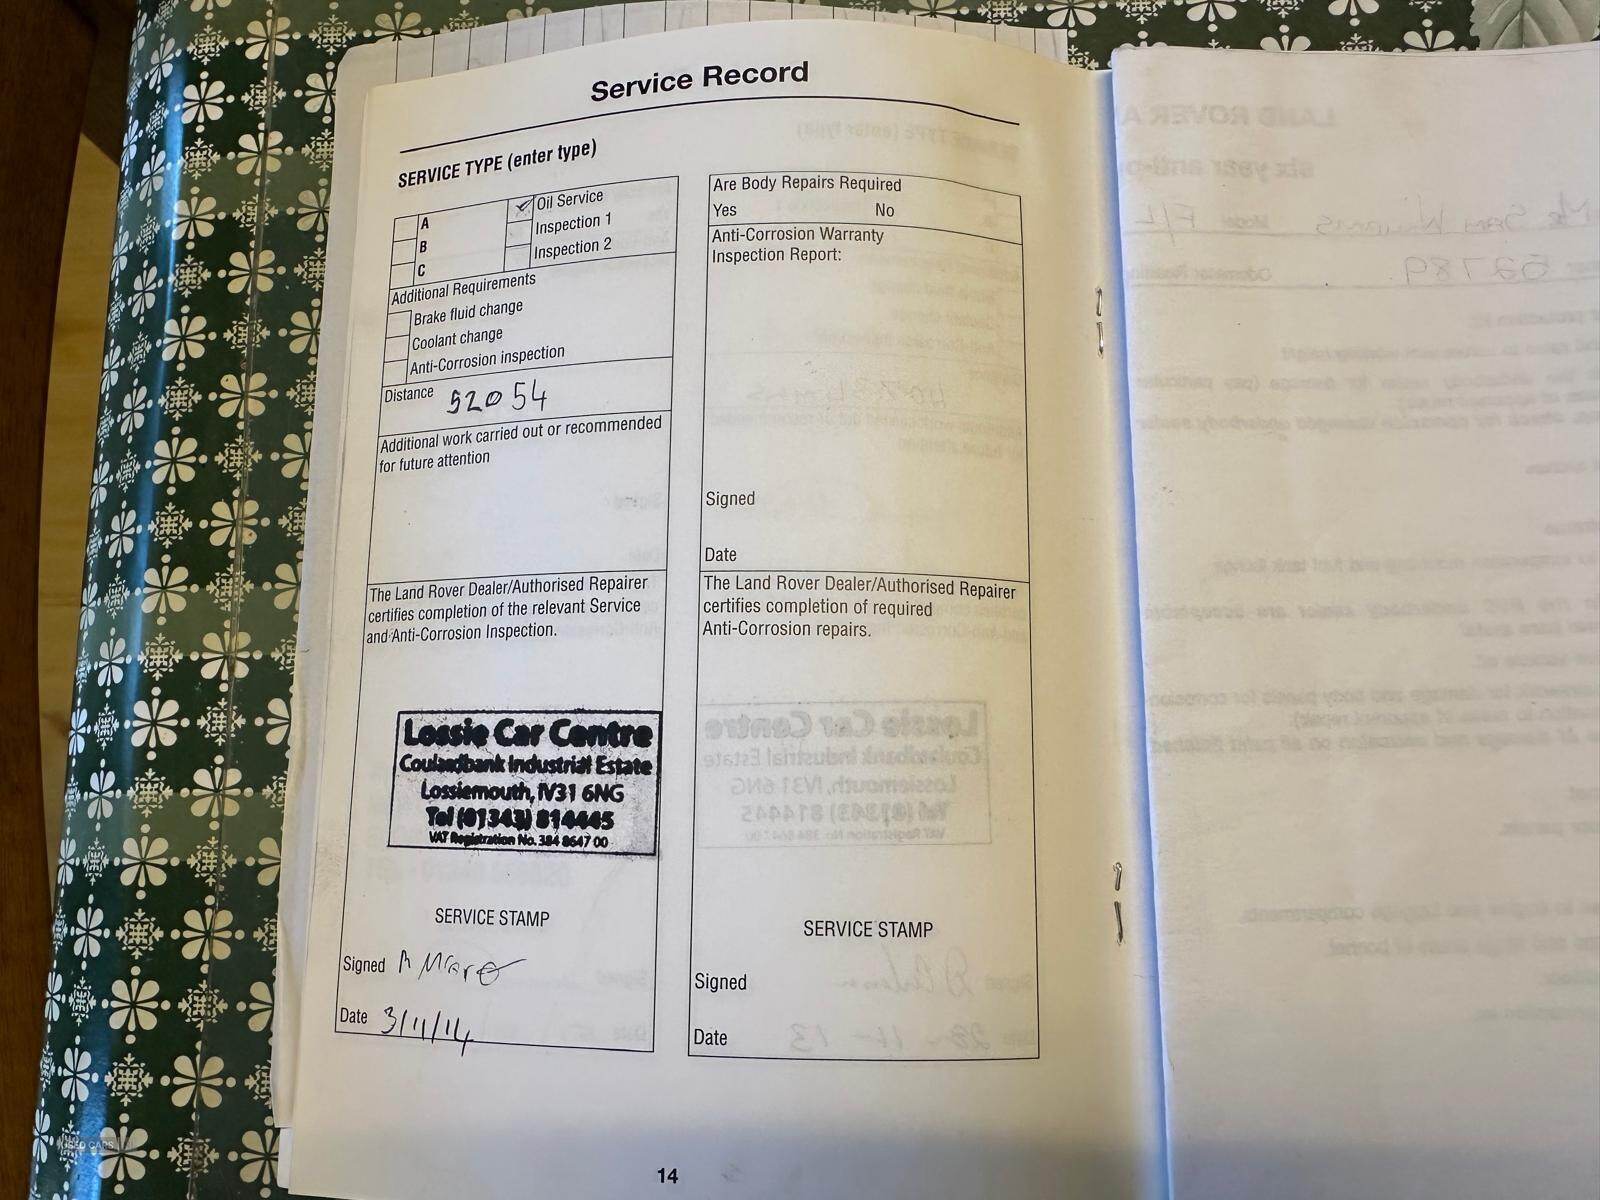 Service Record
SERVICE TYPE (enter type)
A
B
C
Oil Service
Inspection 1
Inspection 2
Additional Requirements
Brake fluid change
Coolant change
Anti-Corrosion inspection
Distance 52054
Additional work carried out or recommended
for future attention
The Land Rover Dealer/Authorised Repairer
certifies completion of the relevant Service
and Anti-Corrosion Inspection.
Lossie Car Centre
Coulardbank Industrial Estate
Lossiemouth, IV31 6NG
Tel (01343) 814445
VAT Registration No. 384 8647 00
SERVICE STAMP
Signed
Date 3/11/14
Are Body Repairs Required
Yes No
Anti-Corrosion Warranty
Inspection Report:
Signed
Date
The Land Rover Dealer/Authorised Repairer
certifies completion of required
Anti-Corrosion repairs.
SERVICE STAMP
Signed
Date
14